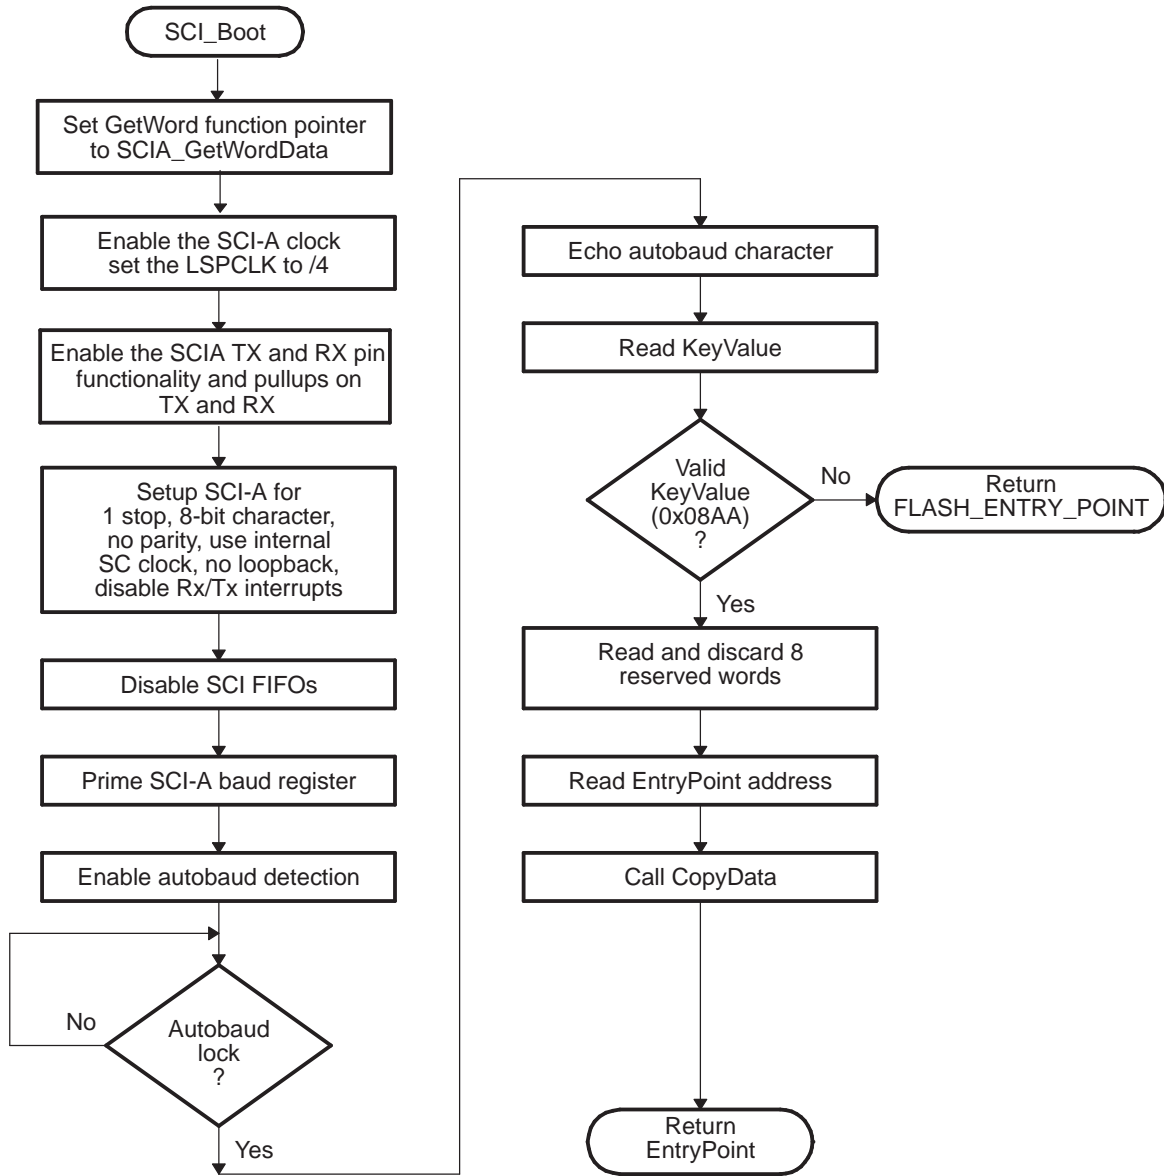 SCI_Boot
Set GetWord function pointer
to SCIA_GetWordData
Enable the SCI-A clock
set the LSPCLK to /4
Enable the SCIA TX and RX pin
functionality and pullups on
TX and RX
Setup SCI-A for
1 stop, 8-bit character,
no parity, use internal
SC clock, no loopback,
disable Rx/Tx interrupts
Disable SCI FIFOs
Prime SCI-A baud register
Enable autobaud detection
No
Autobaud
lock
?
Yes
Echo autobaud character
Read KeyValue
Valid
KeyValue
(0x08AA)
?
No
Return
FLASH_ENTRY_POINT
Yes
Read and discard 8
reserved words
Read EntryPoint address
Call CopyData
Return
EntryPoint